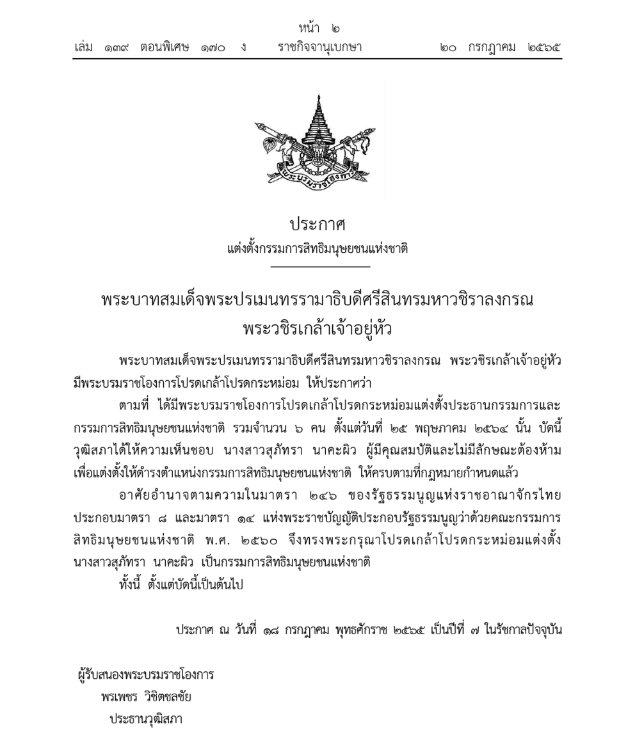 หน้า ๒
เล่ม ๑๓๙ ตอนพิเศษ ๑๗๐ ง ราชกิจจานุเบกษา ๒๐ กรกฎาคม ๒๕๖๕
พระบรมราชโองการ
ประกาศ
แต่งตั้งกรรมการสิทธิมนุษยชนแห่งชาติ
พระบาทสมเด็จพระปรเมนทรรามาธิบดีศรีสินทรมหาวชิราลงกรณ
พระวชิรเกล้าเจ้าอยู่หัว
พระบาทสมเด็จพระปรเมนทรรามาธิบดีศรีสินทรมหาวชิราลงกรณ พระวชิรเกล้าเจ้าอยู่หัว
มีพระบรมราชโองการโปรดเกล้าโปรดกระหม่อม ให้ประกาศว่า
ตามที่ ได้มีพระบรมราชโองการโปรดเกล้าโปรดกระหม่อมแต่งตั้งประธานกรรมการและ
กรรมการสิทธิมนุษยชนแห่งชาติ รวมจำนวน ๖ คน ตั้งแต่วันที่ ๒๕ พฤษภาคม ๒๕๖๔ นั้น บัดนี้
วุฒิสภาได้ให้ความเห็นชอบ นางสาวสุภัทรา นาคะผิว ผู้มีคุณสมบัติและไม่มีลักษณะต้องห้าม
เพื่อแต่งตั้งให้ดำรงตำแหน่งกรรมการสิทธิมนุษยชนแห่งชาติ ให้ครบตามที่กฎหมายกำหนดแล้ว
อาศัยอำนาจตามความในมาตรา ๒๔๖ ของรัฐธรรมนูญแห่งราชอาณาจักรไทย
ประกอบมาตรา ๘ และมาตรา ๑๔ แห่งพระราชบัญญัติประกอบรัฐธรรมนูญว่าด้วยคณะกรรมการ
สิทธิมนุษยชนแห่งชาติ พ.ศ. ๒๕๖๐ จึงทรงพระกรุณาโปรดเกล้าโปรดกระหม่อมแต่งตั้ง
นางสาวสุภัทรา นาคะผิว เป็นกรรมการสิทธิมนุษยชนแห่งชาติ
ทั้งนี้ ตั้งแต่บัดนี้เป็นต้นไป
ประกาศ ณ วันที่ ๑๘ กรกฎาคม พุทธศักราช ๒๕๖๕ เป็นปีที่ ๗ ในรัชกาลปัจจุบัน
ผู้รับสนองพระบรมราชโองการ
พรเพชร วิชิตชลชัย
ประธานวุฒิสภา